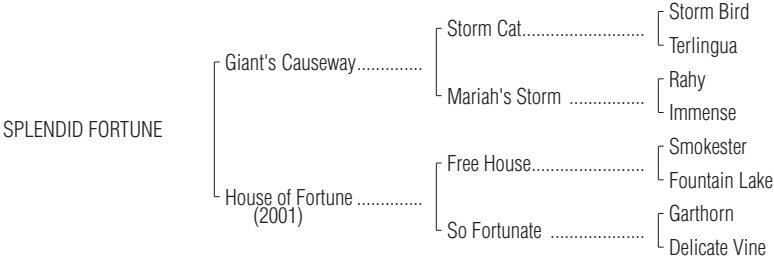 Storm Bird
Storm Cat........................
Terlingua
Giant's Causeway..............
Rahy
Mariah's Storm ...............
Immense
SPLENDID FORTUNE
Smokester
Free House......................
Fountain Lake
House of Fortune ..............
(2001)
Garthorn
So Fortunate ...................
Delicate Vine